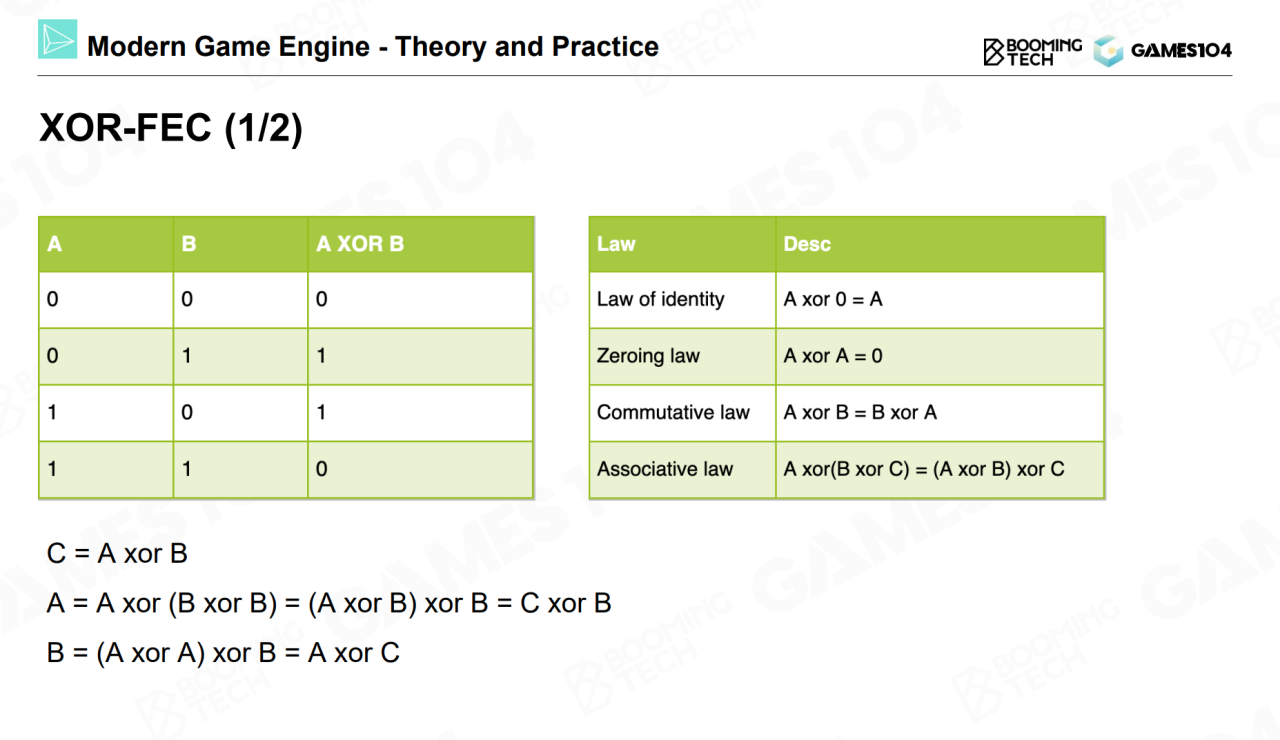 Modern Game Engine - Theory and Practice
BOOMING TECH
GAMES104
XOR-FEC (1/2)
A B A XOR B
0 0 0
0 1 1
1 0 1
1 1 0
Law Desc
Law of identity A xor 0 = A
Zeroing law A xor A = 0
Commutative law A xor B = B xor A
Associative law A xor(B xor C) = (A xor B) xor C
C = A xor B
A = A xor (B xor B) = (A xor B) xor B = C xor B
B = (A xor A) xor B = A xor C